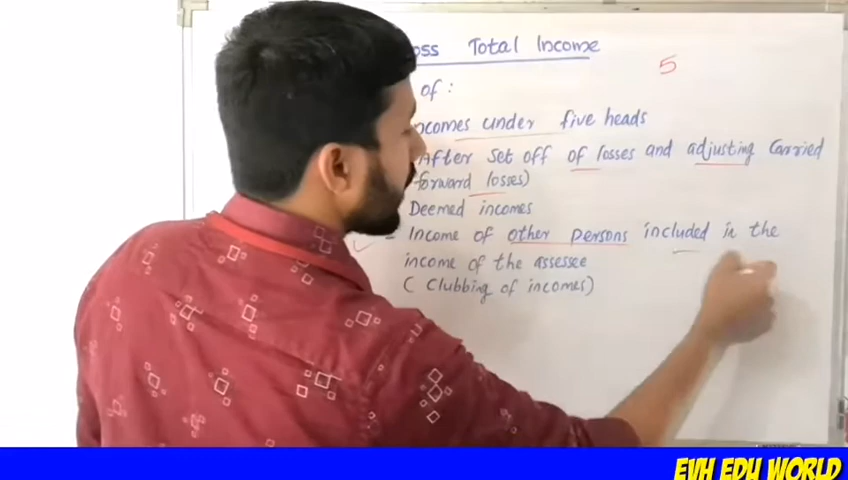 oss Total Income
5
of :
ncomes under five heads
After set off of losses and adjusting Carried
forward losses)
Deemed incomes
- Income of other persons included in the
income of the assessee
( Clubbing of incomes)
EVH EDU WORLD